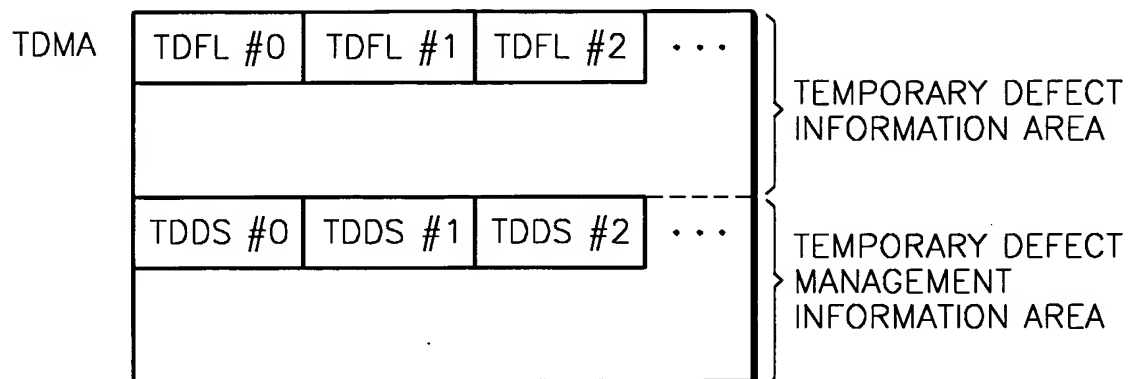 TDMA
TDFL #0 TDFL #1 TDFL #2 ···
TEMPORARY DEFECT
INFORMATION AREA
TDDS #0 TDDS #1 TDDS #2 ···
TEMPORARY DEFECT
MANAGEMENT
INFORMATION AREA